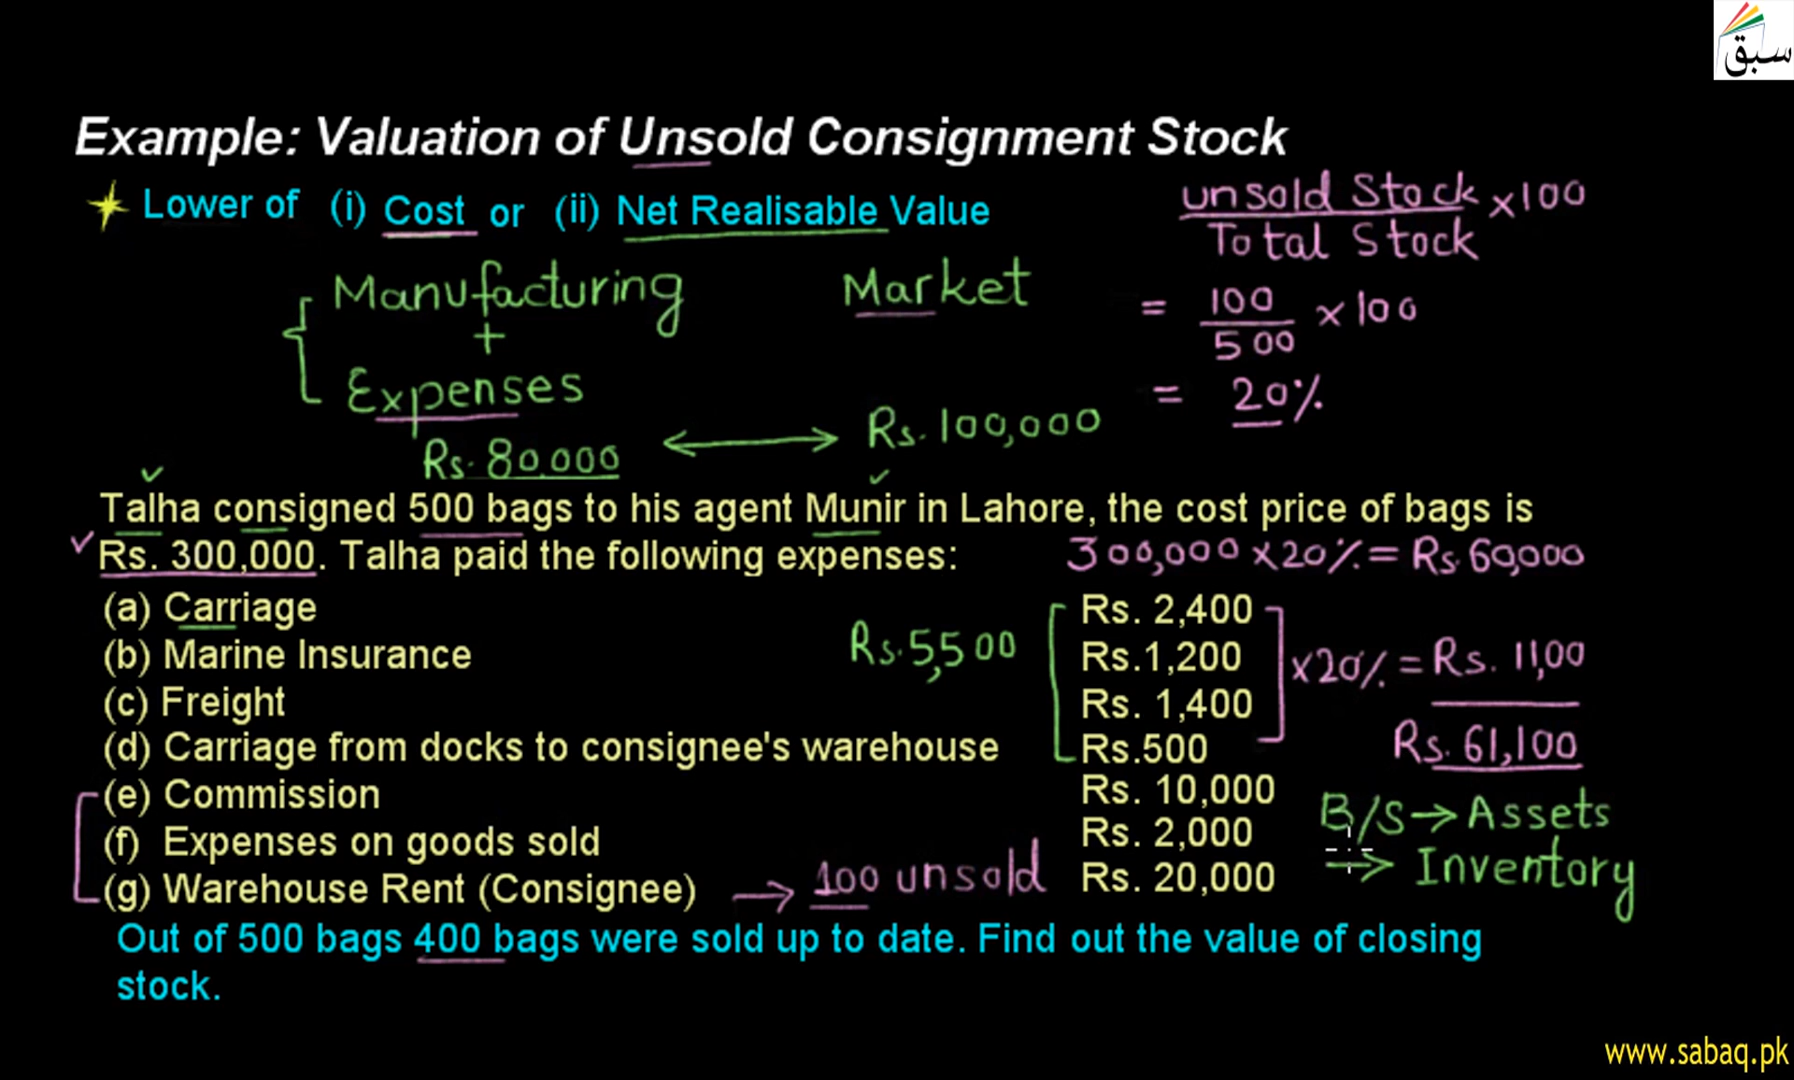 سبق
Example: Valuation of Unsold Consignment Stock
Lower of (i) Cost or (ii) Net Realisable Value
unsold Stock ×100
Total Stock
Manufacturing Market
= 100 × 100
500
+
Expenses
= 20%
Rs. 80,000 Rs. 100,000
Talha consigned 500 bags to his agent Munir in Lahore, the cost price of bags is
Rs. 300,000. Talha paid the following expenses: 300,000 ×20% = Rs. 60,000
(a) Carriage Rs. 2,400
(b) Marine Insurance Rs. 5,500 Rs.1,200 ×20% = Rs. 11,00
(c) Freight Rs. 1,400
(d) Carriage from docks to consignee's warehouse Rs.500 Rs. 61,100
(e) Commission Rs. 10,000 B/S → Assets
(f) Expenses on goods sold Rs. 2,000
(g) Warehouse Rent (Consignee) → 100 unsold Rs. 20,000 → Inventory
Out of 500 bags 400 bags were sold up to date. Find out the value of closing
stock.
www.sabaq.pk